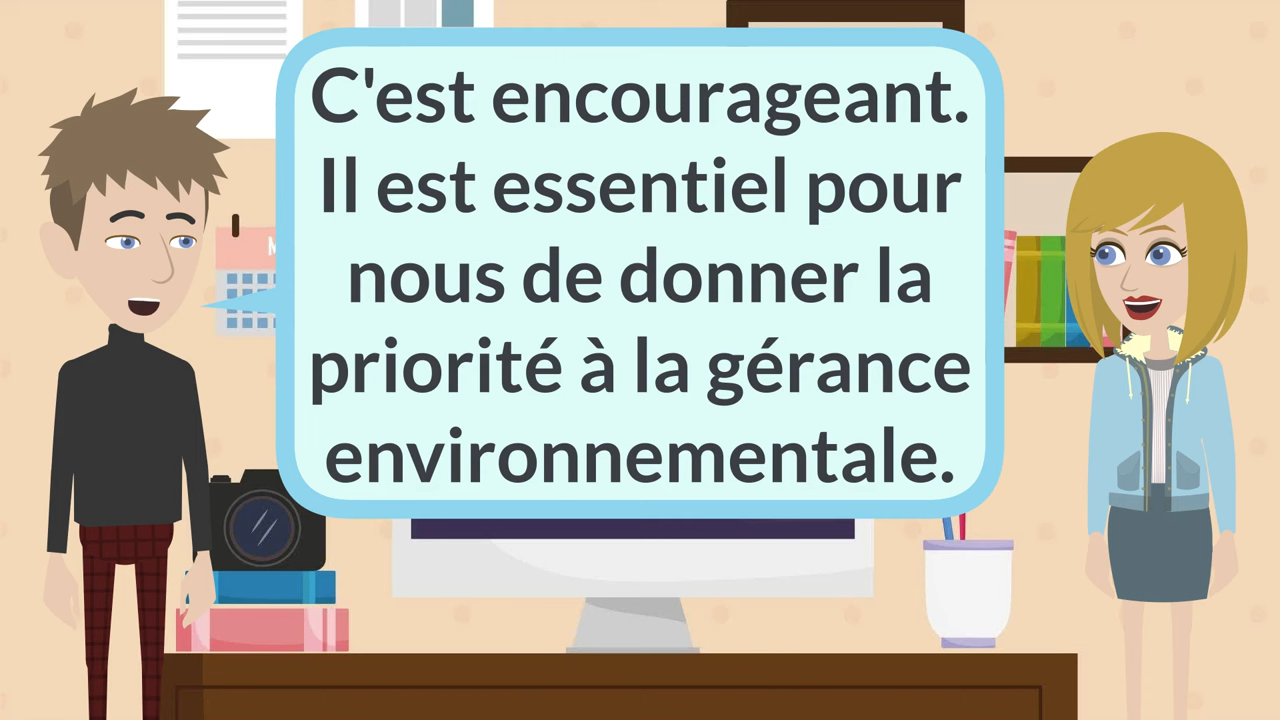 C'est encourageant.
Il est essentiel pour
nous de donner la
priorité à la gérance
environnementale.